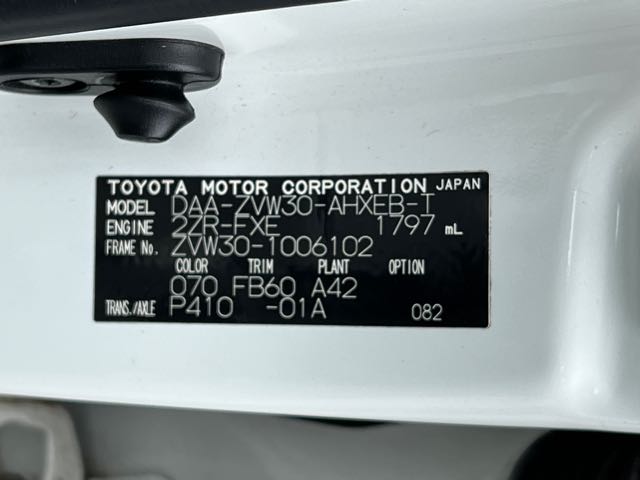 TOYOTA MOTOR CORPORATION JAPAN
MODEL DAA-ZVW30-AHXEB-T
ENGINE 2ZR-FXE 1797 mL
FRAME No. ZVW30-1006102
COLOR TRIM PLANT OPTION
070 FB60 A42
TRANS./AXLE P410 -01A 082